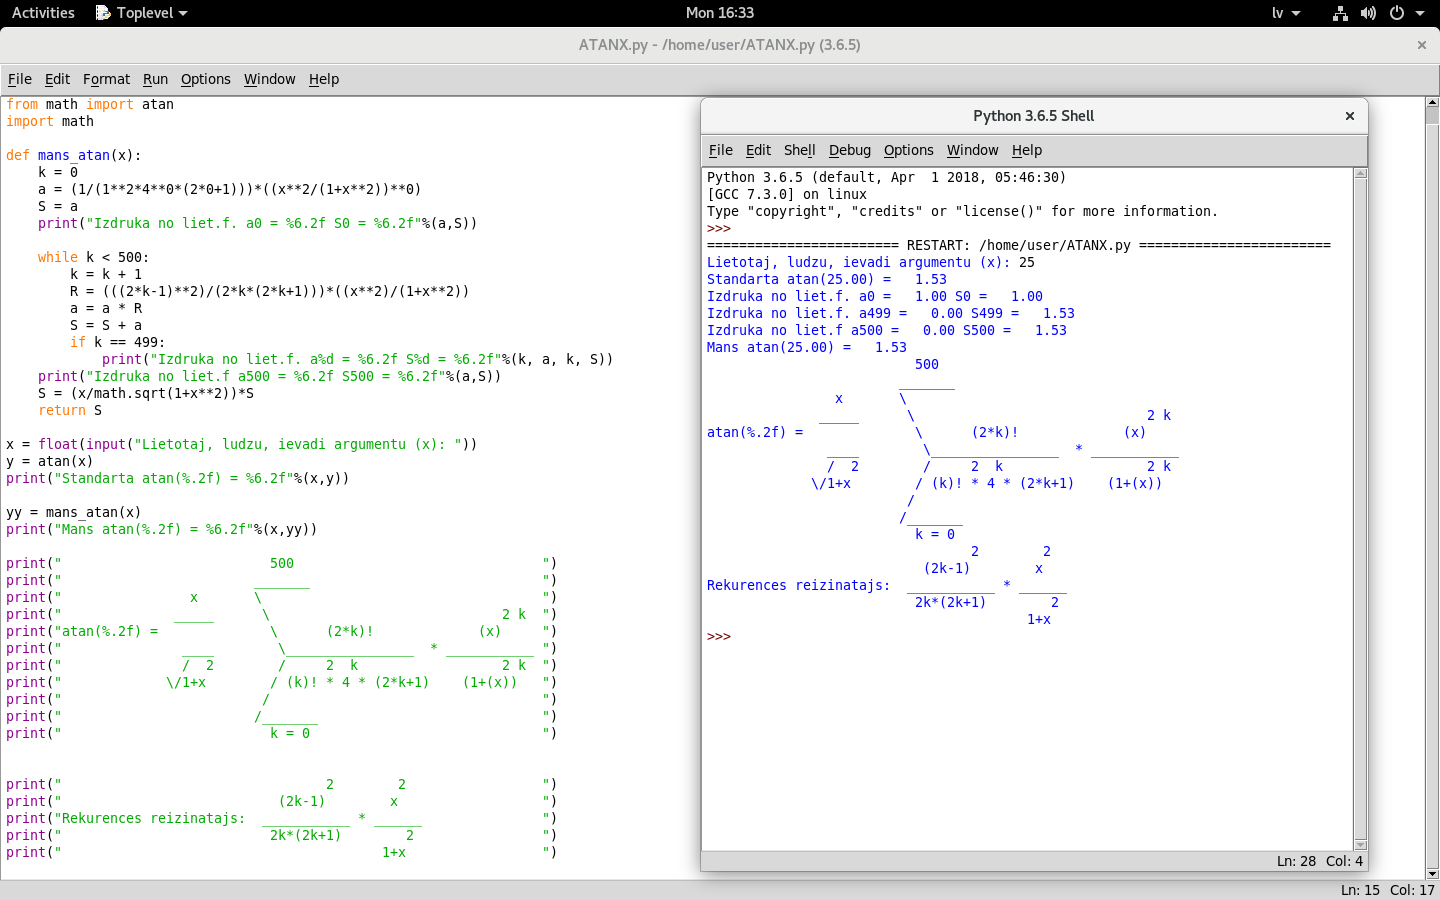 Activities Toplevel Mon 16:33 lv
ATANX.py - /home/user/ATANX.py (3.6.5) ×
File Edit Format Run Options Window Help
from math import atan
import math

def mans_atan(x):
    k = 0
    a = (1/(1**2*4**0*(2*0+1)))*((x**2/(1+x**2))**0)
    S = a
    print("Izdruka no liet.f. a0 = %6.2f S0 = %6.2f"%(a,S))

    while k < 500:
        k = k + 1
        R = (((2*k-1)**2)/(2*k*(2*k+1)))*((x**2)/(1+x**2))
        a = a * R
        S = S + a
        if k == 499:
            print("Izdruka no liet.f. a%d = %6.2f S%d = %6.2f"%(k, a, k, S))
    print("Izdruka no liet.f a500 = %6.2f S500 = %6.2f"%(a,S))
    S = (x/math.sqrt(1+x**2))*S
    return S

x = float(input("Lietotaj, ludzu, ievadi argumentu (x): "))
y = atan(x)
print("Standarta atan(%.2f) = %6.2f"%(x,y))

yy = mans_atan(x)
print("Mans atan(%.2f) = %6.2f"%(x,yy))

print("                          500                               ")
print("                        _______                             ")
print("                x       \                                   ")
print("              _____      \                             2 k  ")
print("atan(%.2f) =              \      (2*k)!             (x)     ")
print("               ____        \________________  * ___________ ")
print("               /  2        /     2  k                  2 k  ")
print("             \/1+x        / (k)! * 4 * (2*k+1)    (1+(x))   ")
print("                         /                                  ")
print("                        /_______                            ")
print("                          k = 0                             ")

print("                                 2        2                 ")
print("                           (2k-1)        x                  ")
print("Rekurences reizinatajs:  ___________ * ______               ")
print("                          2k*(2k+1)        2                ")
print("                                        1+x                 ")
Ln: 15 Col: 17
Python 3.6.5 Shell ×
File Edit Shell Debug Options Window Help
Python 3.6.5 (default, Apr  1 2018, 05:46:30)
[GCC 7.3.0] on linux
Type "copyright", "credits" or "license()" for more information.
>>>
======================== RESTART: /home/user/ATANX.py ========================
Lietotaj, ludzu, ievadi argumentu (x): 25
Standarta atan(25.00) =   1.53
Izdruka no liet.f. a0 =   1.00 S0 =   1.00
Izdruka no liet.f. a499 =   0.00 S499 =   1.53
Izdruka no liet.f a500 =   0.00 S500 =   1.53
Mans atan(25.00) =   1.53
                          500
                        _______
                x       \
              _____      \                             2 k
atan(%.2f) =              \      (2*k)!             (x)
               ____        \________________  * ___________
               /  2        /     2  k                  2 k
             \/1+x        / (k)! * 4 * (2*k+1)    (1+(x))
                         /
                        /_______
                          k = 0
                                 2        2
                           (2k-1)        x
Rekurences reizinatajs:  ___________ * ______
                          2k*(2k+1)        2
                                        1+x
>>>
Ln: 28 Col: 4